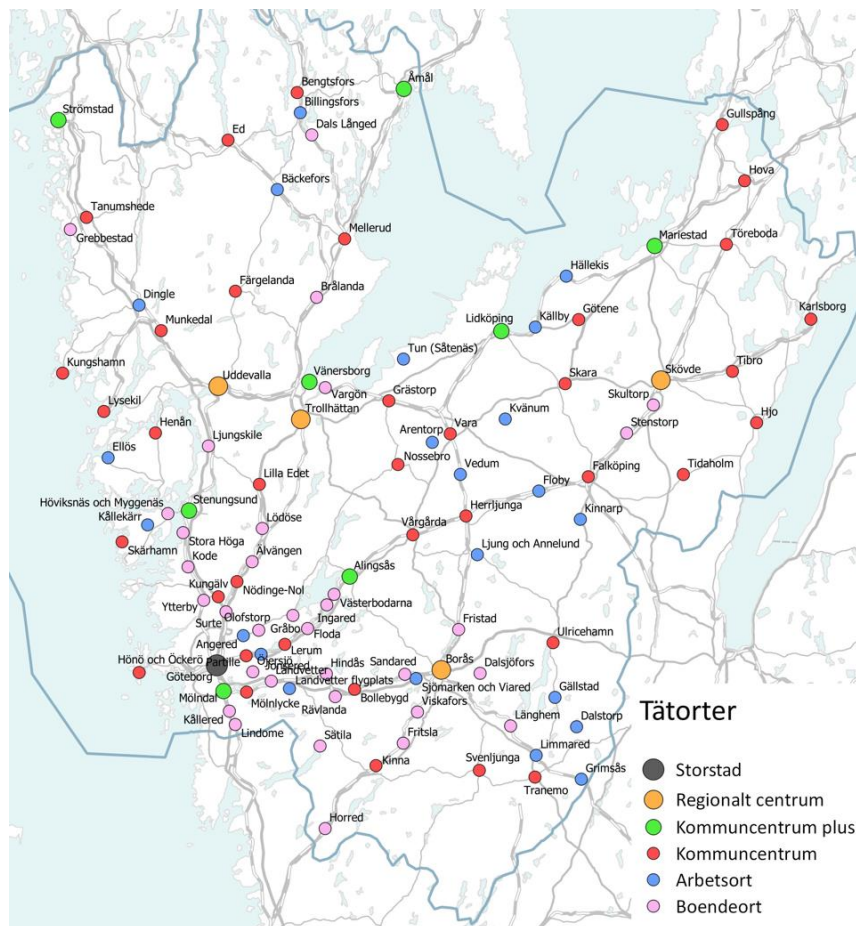 Åmål
Bengtsfors
Billingsfors
Strömstad
Dals Långed
Gullspång
Ed
Hova
Bäckefors
Tanumshede
Grebbestad
Mellerud
Mariestad
Töreboda
Hällekis
Färgelanda
Brålanda
Dingle
Lidköping
Källby
Götene
Karlsborg
Munkedal
Tun (Såtenäs)
Kungshamn
Uddevalla
Vänersborg
Vargön
Grästorp
Skara
Skövde
Tibro
Skultorp
Lysekil
Trollhättan
Kvänum
Stenstorp
Hjo
Henån
Ljungskile
Arentorp
Vara
Ellös
Nossebro
Vedum
Floby
Falköping
Tidaholm
Lilla Edet
Höviksnäs och Myggenäs
Stenungsund
Kållekärr
Lödöse
Herrljunga
Kinnarp
Skärhamn
Stora Höga
Vårgårda
Kode
Älvängen
Ljung och Annelund
Alingsås
Kungälv
Nödinge-Nol
Ytterby
Västerbodarna
Surte
Olofstorp
Ingared
Gråbo
Floda
Fristad
Angered
Ulricehamn
Lerum
Hönö och Öckerö
Partille
Öjersjö
Jonsered
Göteborg
Landvetter
Hindås
Sandared
Borås
Dalsjöfors
Landvetter flygplats
Sjömarken och Viared
Mölndal
Mölnlycke
Rävlanda
Bollebygd
Viskafors
Gällstad
Kållered
Lindome
Sätila
Fritsla
Länghem
Dalstorp
Limmared
Kinna
Svenljunga
Tranemo
Grimsås
Horred
Tätorter
Storstad
Regionalt centrum
Kommuncentrum plus
Kommuncentrum
Arbetsort
Boendeort